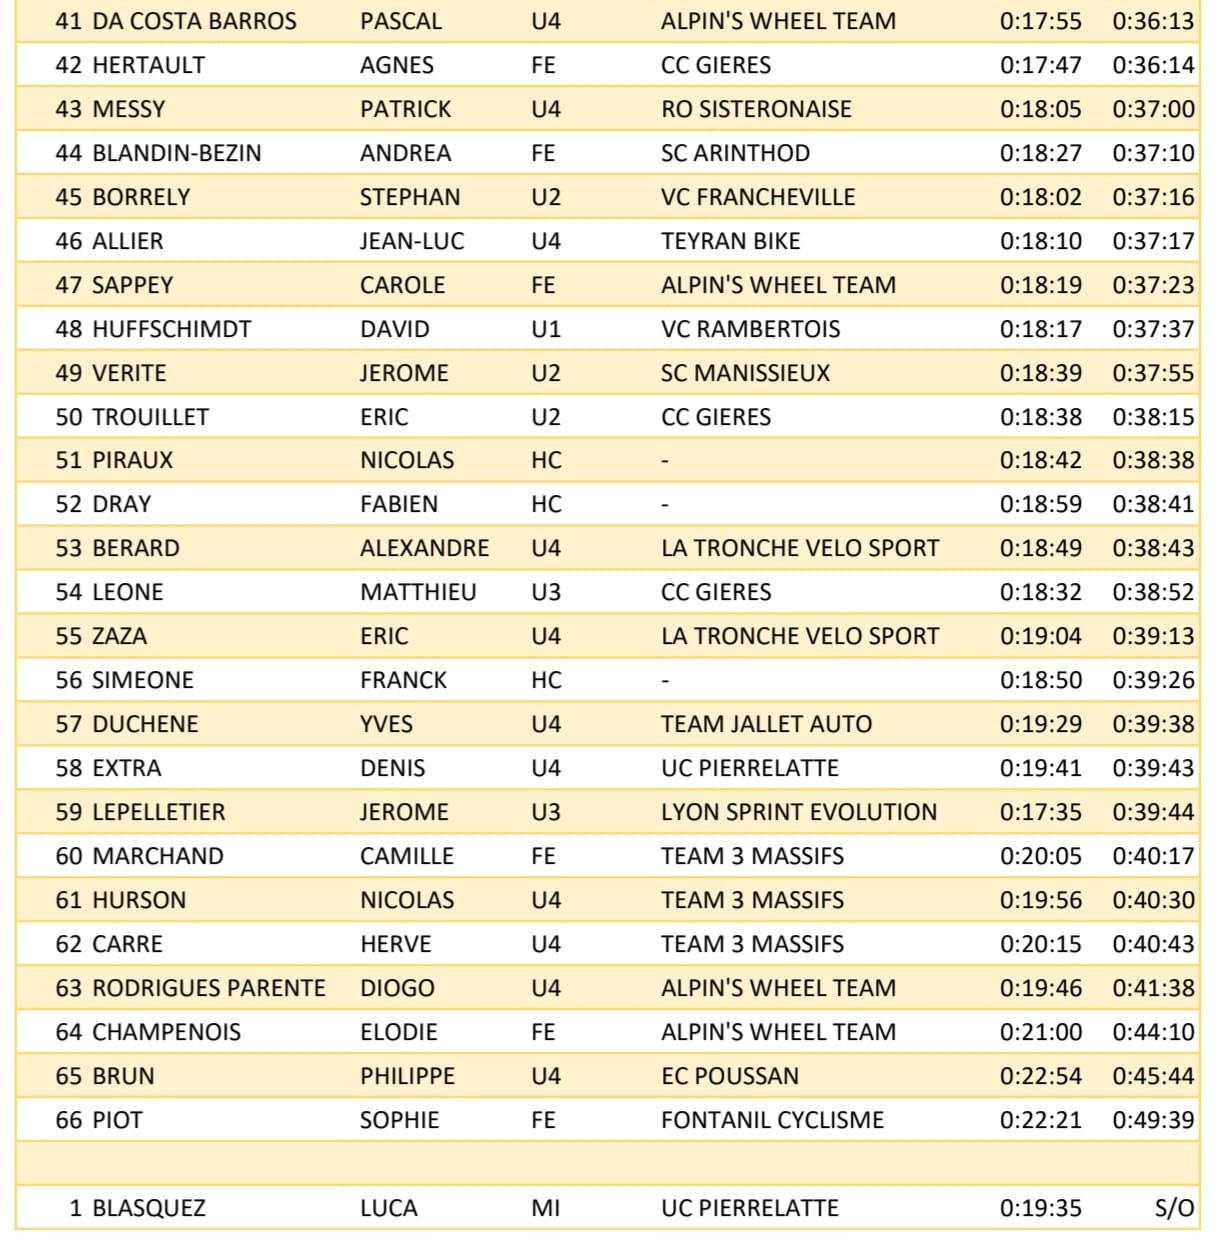 41 DA COSTA BARROS PASCAL U4 ALPIN'S WHEEL TEAM 0:17:55 0:36:13
42 HERTAULT AGNES FE CC GIERES 0:17:47 0:36:14
43 MESSY PATRICK U4 RO SISTERONAISE 0:18:05 0:37:00
44 BLANDIN-BEZIN ANDREA FE SC ARINTHOD 0:18:27 0:37:10
45 BORRELY STEPHAN U2 VC FRANCHEVILLE 0:18:02 0:37:16
46 ALLIER JEAN-LUC U4 TEYRAN BIKE 0:18:10 0:37:17
47 SAPPEY CAROLE FE ALPIN'S WHEEL TEAM 0:18:19 0:37:23
48 HUFFSCHIMDT DAVID U1 VC RAMBERTOIS 0:18:17 0:37:37
49 VERITE JEROME U2 SC MANISSIEUX 0:18:39 0:37:55
50 TROUILLET ERIC U2 CC GIERES 0:18:38 0:38:15
51 PIRAUX NICOLAS HC - 0:18:42 0:38:38
52 DRAY FABIEN HC - 0:18:59 0:38:41
53 BERARD ALEXANDRE U4 LA TRONCHE VELO SPORT 0:18:49 0:38:43
54 LEONE MATTHIEU U3 CC GIERES 0:18:32 0:38:52
55 ZAZA ERIC U4 LA TRONCHE VELO SPORT 0:19:04 0:39:13
56 SIMEONE FRANCK HC - 0:18:50 0:39:26
57 DUCHENE YVES U4 TEAM JALLET AUTO 0:19:29 0:39:38
58 EXTRA DENIS U4 UC PIERRELATTE 0:19:41 0:39:43
59 LEPELLETIER JEROME U3 LYON SPRINT EVOLUTION 0:17:35 0:39:44
60 MARCHAND CAMILLE FE TEAM 3 MASSIFS 0:20:05 0:40:17
61 HURSON NICOLAS U4 TEAM 3 MASSIFS 0:19:56 0:40:30
62 CARRE HERVE U4 TEAM 3 MASSIFS 0:20:15 0:40:43
63 RODRIGUES PARENTE DIOGO U4 ALPIN'S WHEEL TEAM 0:19:46 0:41:38
64 CHAMPENOIS ELODIE FE ALPIN'S WHEEL TEAM 0:21:00 0:44:10
65 BRUN PHILIPPE U4 EC POUSSAN 0:22:54 0:45:44
66 PIOT SOPHIE FE FONTANIL CYCLISME 0:22:21 0:49:39
1 BLASQUEZ LUCA MI UC PIERRELATTE 0:19:35 S/O